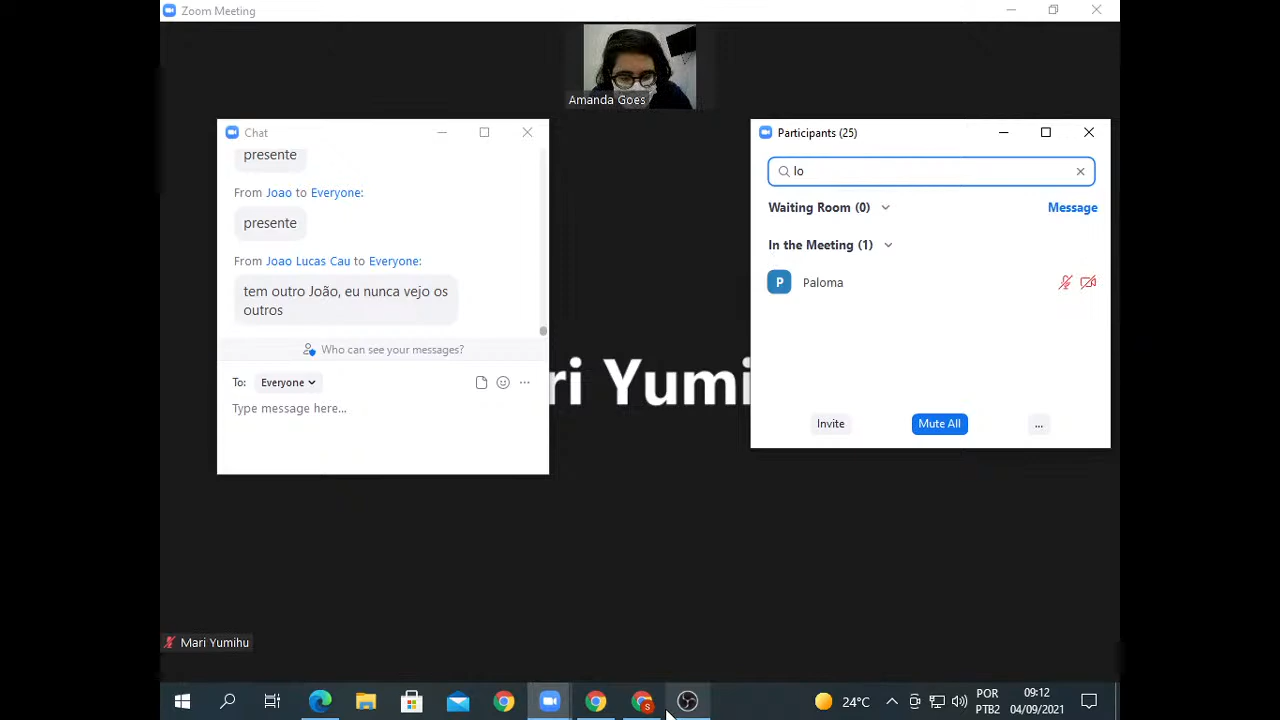 Zoom Meeting
Amanda Goes
Chat
presente
From Joao to Everyone:
presente
From Joao Lucas Cau to Everyone:
tem outro João, eu nunca vejo os
outros
Who can see your messages?
To: Everyone
Type message here...
Participants (25)
lo
Waiting Room (0)
Message
In the Meeting (1)
P
Paloma
Invite
Mute All
...
ri Yumi
Mari Yumihu
S
24°C
POR
PTB2
09:12
04/09/2021